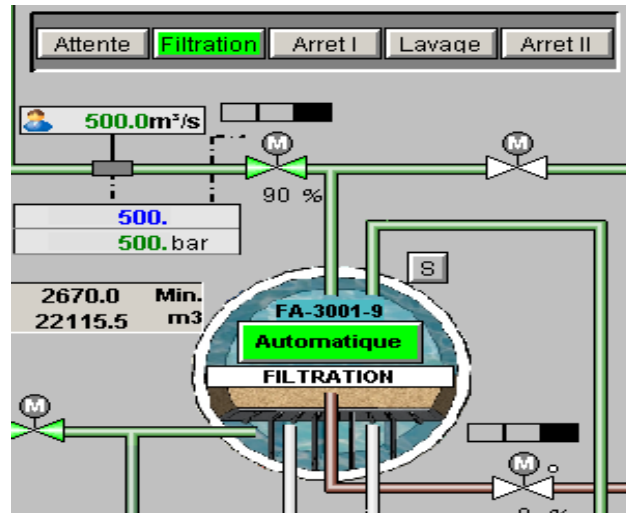 Attente Filtration Arret I Lavage Arret II
500.0m³/s
M M
90 %
500.
500. bar
S
2670.0 Min.
22115.5 m3
FA-3001-9
Automatique
FILTRATION
M
M
%